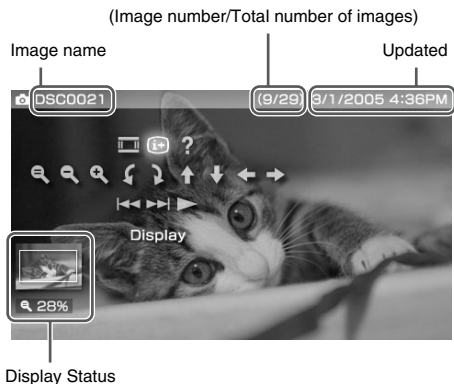 (Image number/Total number of images)
Image name
Updated
DSC0021 (9/29) 3/1/2005 4:36PM
i+ ?
Display
28%
Display Status